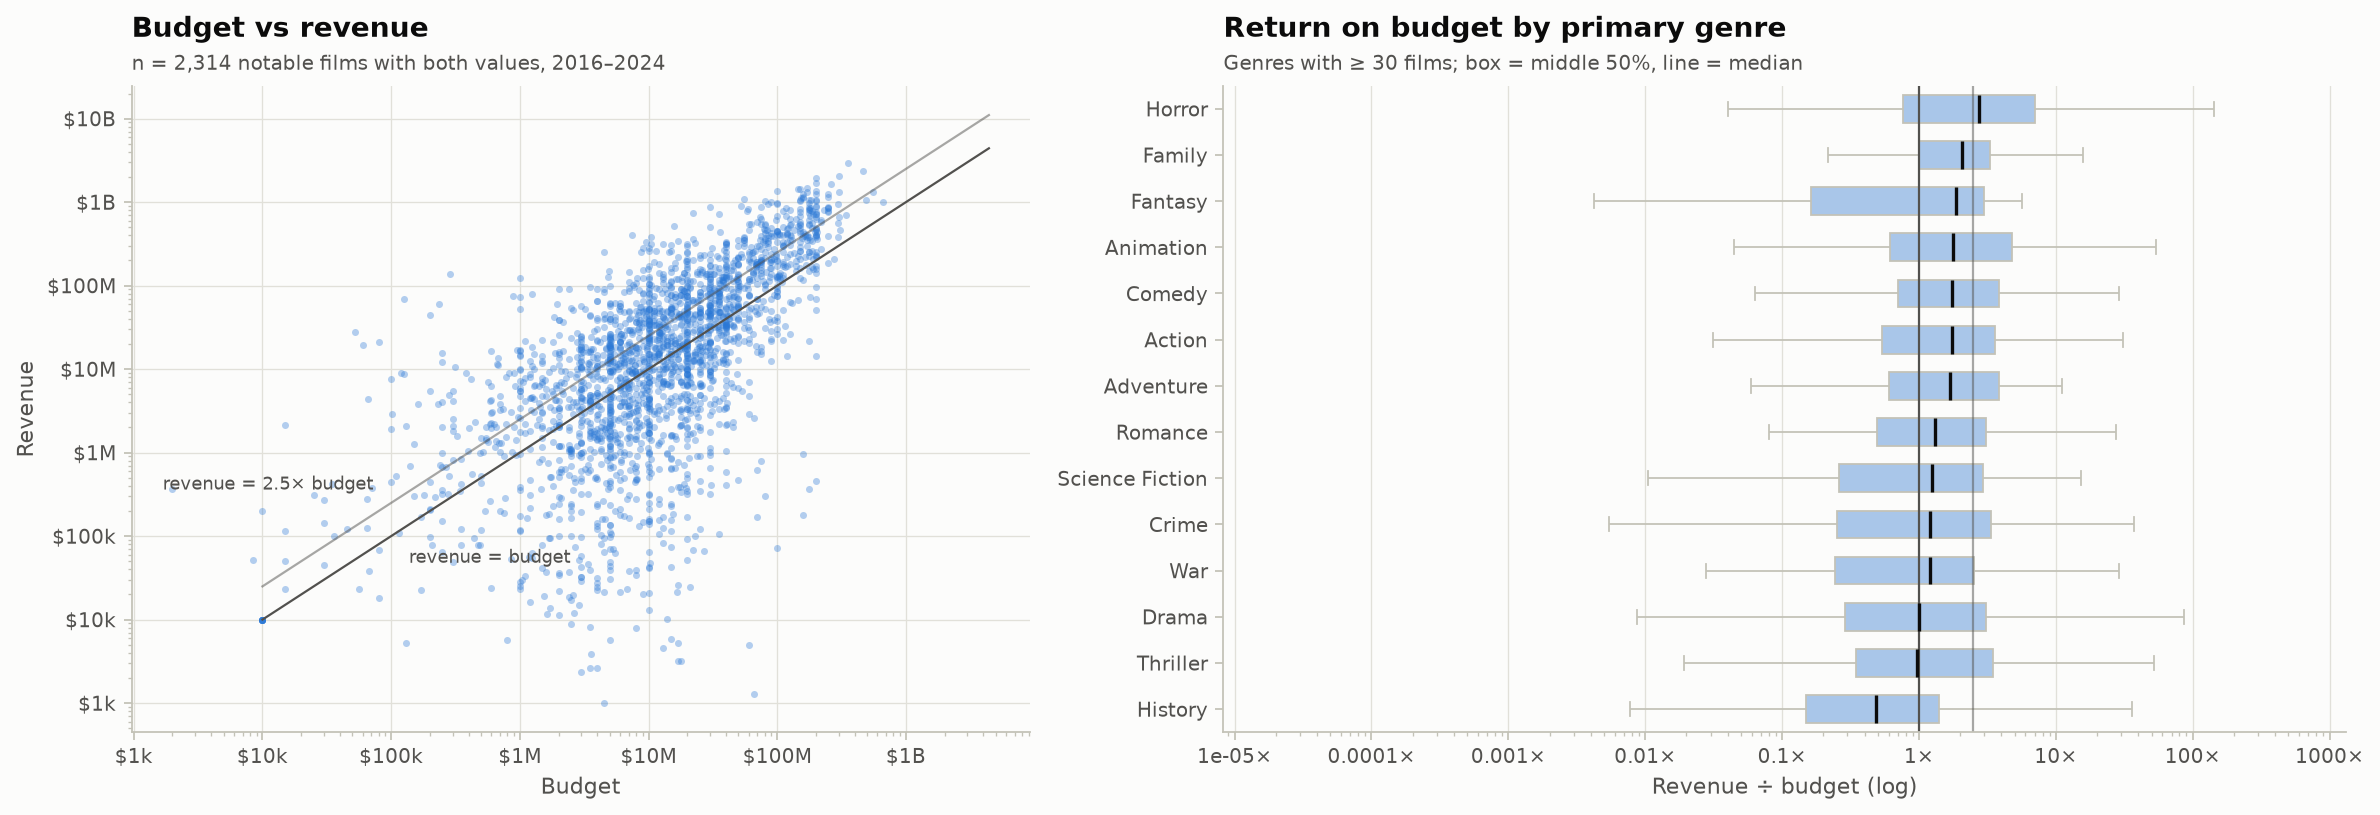 Budget vs revenue
n = 2,314 notable films with both values, 2016–2024
Revenue
$10B
$1B
$100M
$10M
$1M
$100k
$10k
$1k
revenue = 2.5× budget
revenue = budget
$1k
$10k
$100k
$1M
$10M
$100M
$1B
Budget
Return on budget by primary genre
Genres with ≥ 30 films; box = middle 50%, line = median
Horror
Family
Fantasy
Animation
Comedy
Action
Adventure
Romance
Science Fiction
Crime
War
Drama
Thriller
History
1e-05×
0.0001×
0.001×
0.01×
0.1×
1×
10×
100×
1000×
Revenue ÷ budget (log)